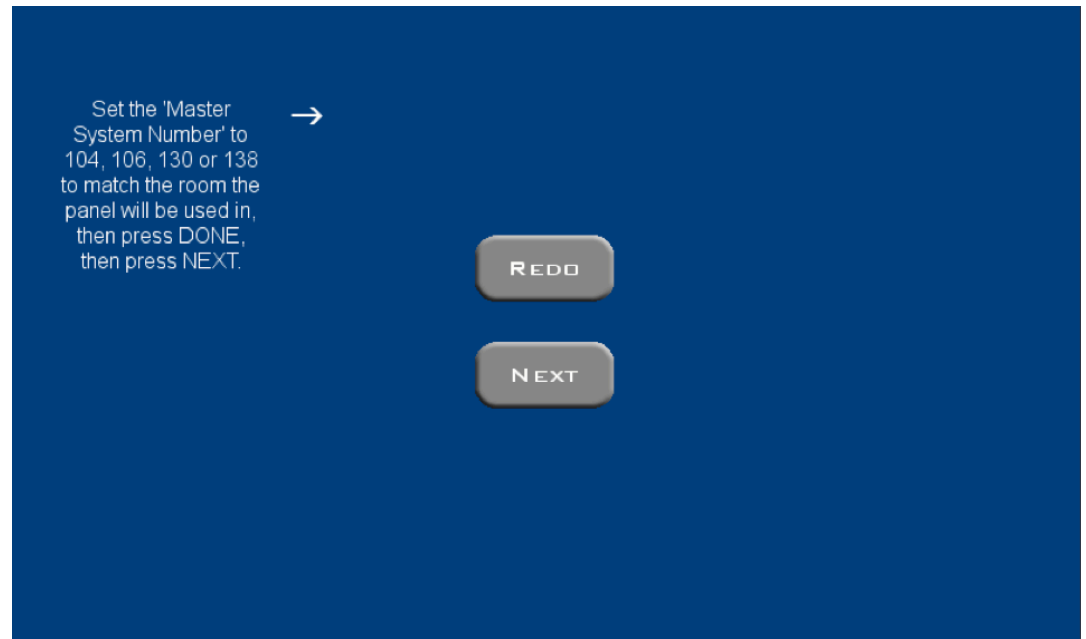 Set the 'Master
System Number' to
104, 106, 130 or 138
to match the room the
panel will be used in,
then press DONE,
then press NEXT.
→
REDO
NEXT